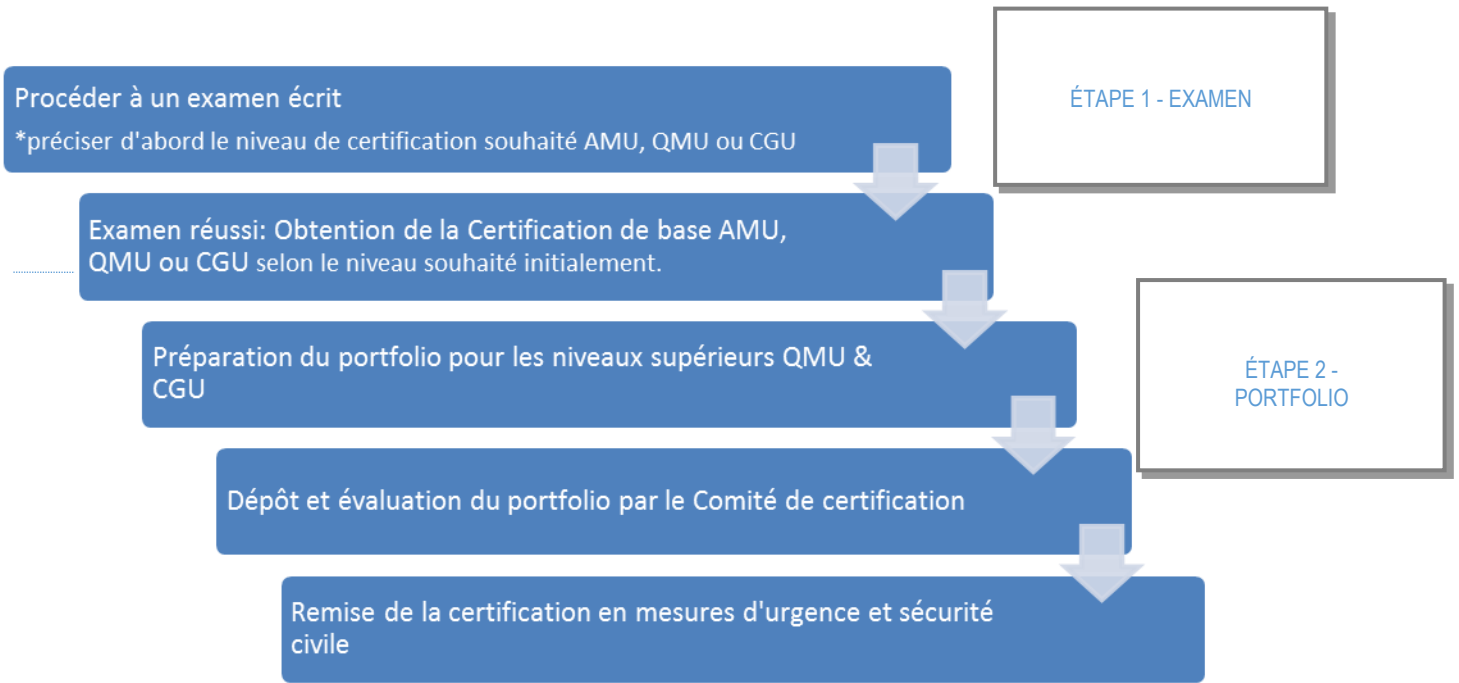 Procéder à un examen écrit
*préciser d'abord le niveau de certification souhaité AMU, QMU ou CGU
ÉTAPE 1 - EXAMEN
Examen réussi: Obtention de la Certification de base AMU,
QMU ou CGU selon le niveau souhaité initialement.
Préparation du portfolio pour les niveaux supérieurs QMU &
CGU
ÉTAPE 2 -
PORTFOLIO
Dépôt et évaluation du portfolio par le Comité de certification
Remise de la certification en mesures d'urgence et sécurité
civile